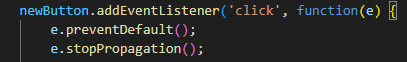 newButton.addEventListener('click', function(e) {
    e.preventDefault();
    e.stopPropagation();